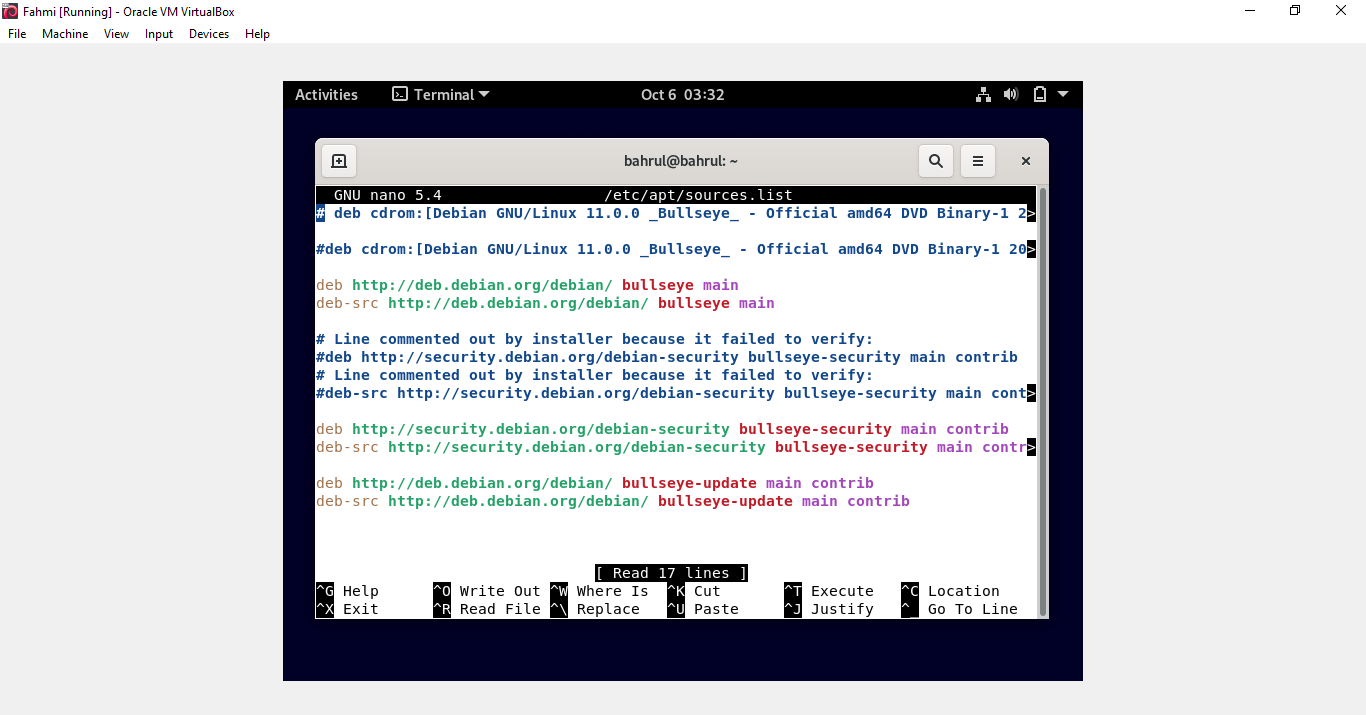 Fahmi [Running] - Oracle VM VirtualBox
File Machine View Input Devices Help
Activities Terminal Oct 6 03:32
bahrul@bahrul: ~
GNU nano 5.4 /etc/apt/sources.list
# deb cdrom:[Debian GNU/Linux 11.0.0 _Bullseye_ - Official amd64 DVD Binary-1 2>
#deb cdrom:[Debian GNU/Linux 11.0.0 _Bullseye_ - Official amd64 DVD Binary-1 20>
deb http://deb.debian.org/debian/ bullseye main
deb-src http://deb.debian.org/debian/ bullseye main
# Line commented out by installer because it failed to verify:
#deb http://security.debian.org/debian-security bullseye-security main contrib
# Line commented out by installer because it failed to verify:
#deb-src http://security.debian.org/debian-security bullseye-security main cont>
deb http://security.debian.org/debian-security bullseye-security main contrib
deb-src http://security.debian.org/debian-security bullseye-security main contr>
deb http://deb.debian.org/debian/ bullseye-update main contrib
deb-src http://deb.debian.org/debian/ bullseye-update main contrib
[ Read 17 lines ]
^G Help ^O Write Out ^W Where Is ^K Cut ^T Execute ^C Location
^X Exit ^R Read File ^\ Replace ^U Paste ^J Justify ^_ Go To Line